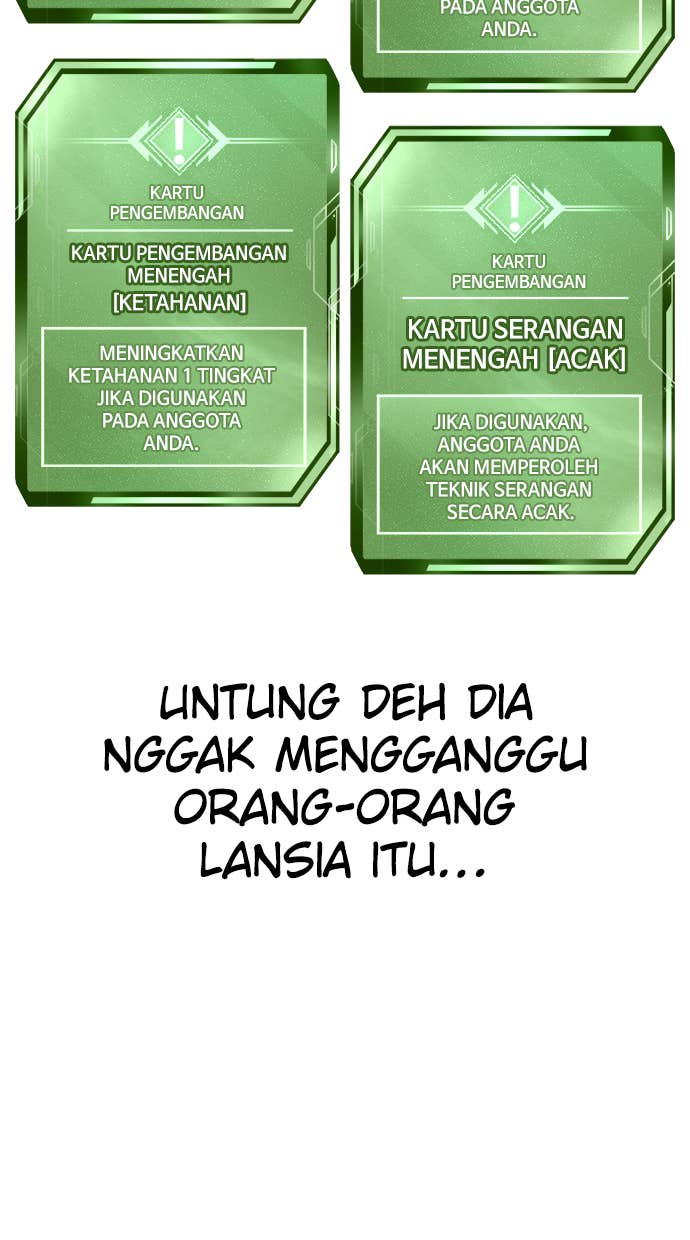 PADA ANGGOTA
ANDA.
KARTU
PENGEMBANGAN
KARTU PENGEMBANGAN
MENENGAH
[KETAHANAN]
MENINGKATKAN
KETAHANAN 1 TINGKAT
JIKA DIGUNAKAN
PADA ANGGOTA
ANDA.
KARTU
PENGEMBANGAN
KARTU SERANGAN
MENENGAH [ACAK]
JIKA DIGUNAKAN,
ANGGOTA ANDA
AKAN MEMPEROLEH
TEKNIK SERANGAN
SECARA ACAK.
UNTUNG DEH DIA
NGGAK MENGGANGGU
ORANG-ORANG
LANSIA ITU...